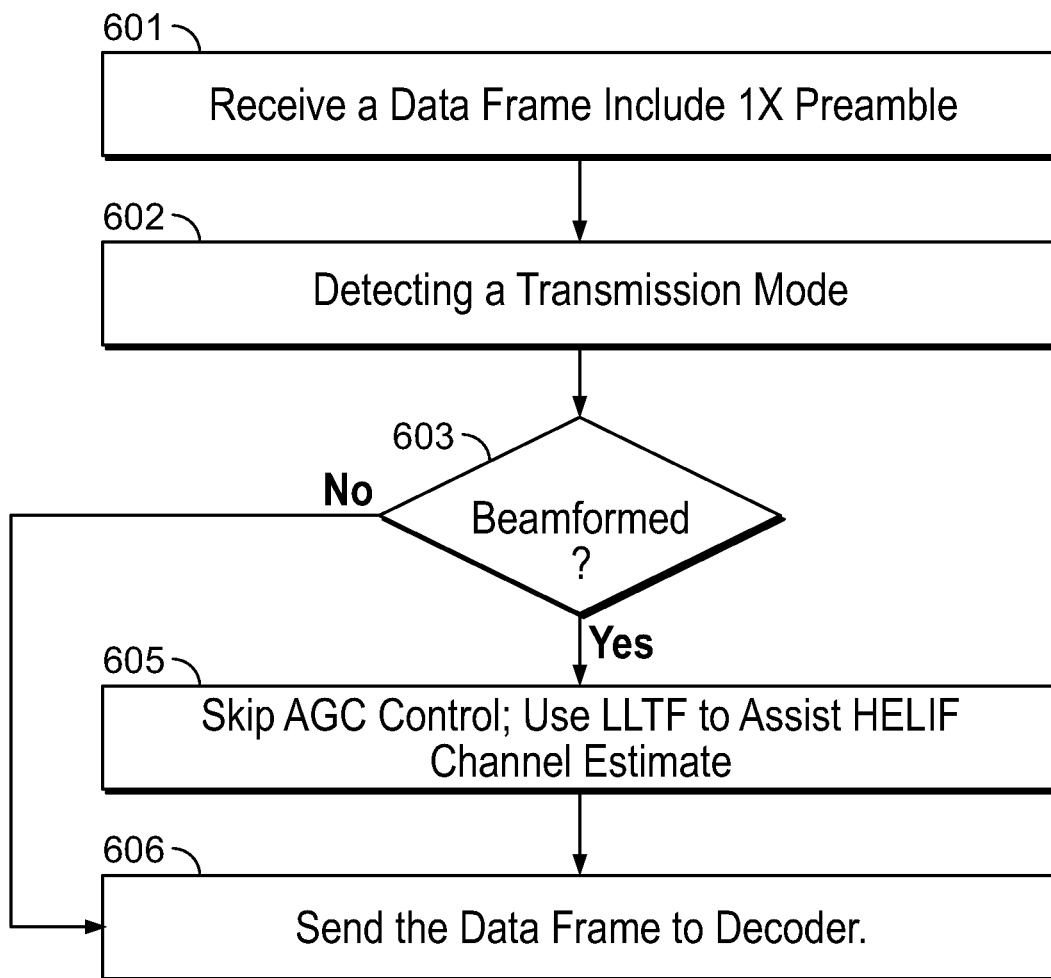 601
Receive a Data Frame Include 1X Preamble
602
Detecting a Transmission Mode
603
No
Beamformed
?
Yes
605
Skip AGC Control; Use LLTF to Assist HELIF
Channel Estimate
606
Send the Data Frame to Decoder.